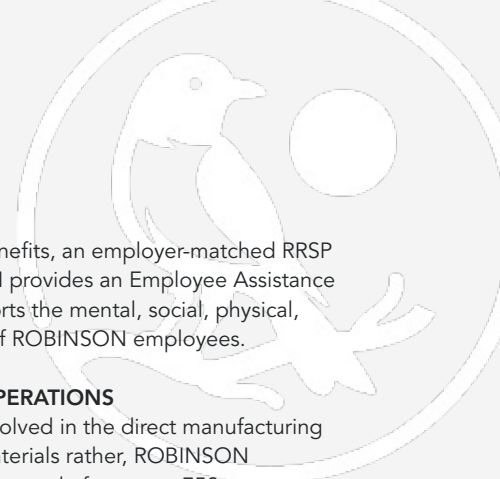 nefits, an employer-matched RRSP
provides an Employee Assistance
rts the mental, social, physical,
f ROBINSON employees.
PERATIONS
olved in the direct manufacturing
terials rather, ROBINSON